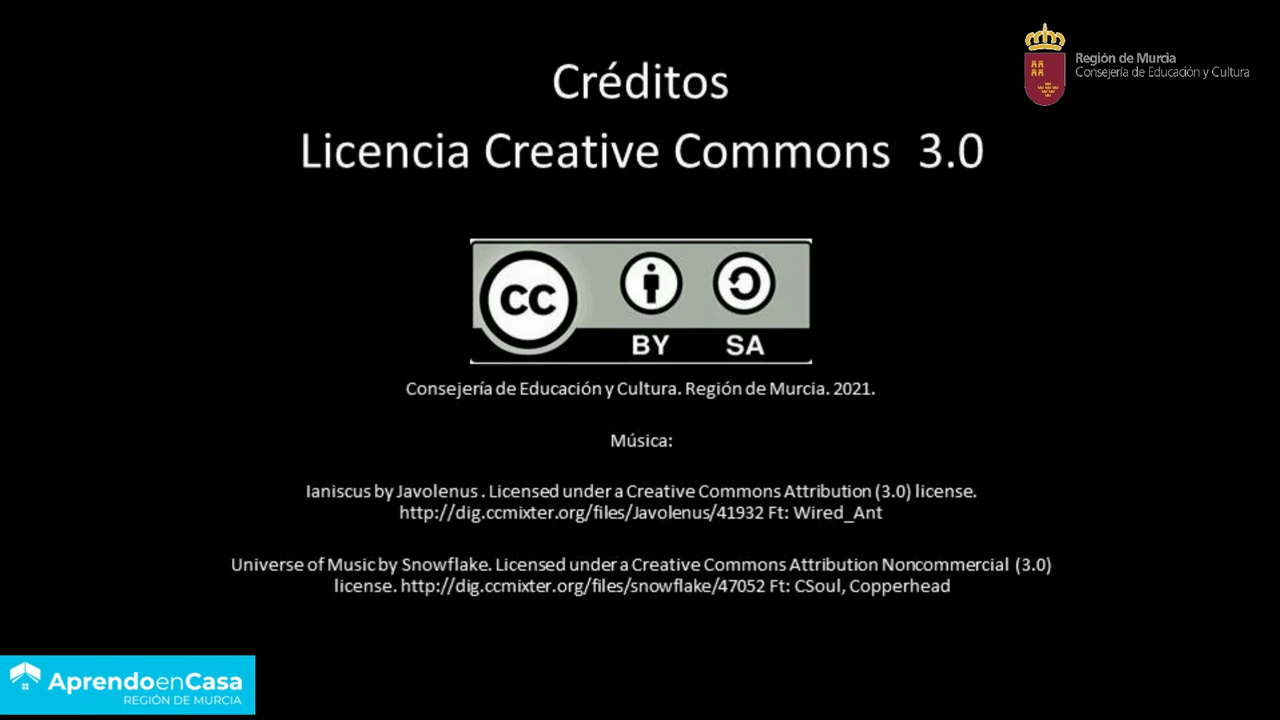 Créditos
Licencia Creative Commons 3.0
Región de Murcia
Consejería de Educación y Cultura
CC
BY SA
Consejería de Educación y Cultura. Región de Murcia. 2021.
Música:
Ianiscus by Javolenus . Licensed under a Creative Commons Attribution (3.0) license.
http://dig.ccmixter.org/files/Javolenus/41932 Ft: Wired_Ant
Universe of Music by Snowflake. Licensed under a Creative Commons Attribution Noncommercial (3.0)
license. http://dig.ccmixter.org/files/snowflake/47052 Ft: CSoul, Copperhead
AprendoenCasa
REGIÓN DE MURCIA